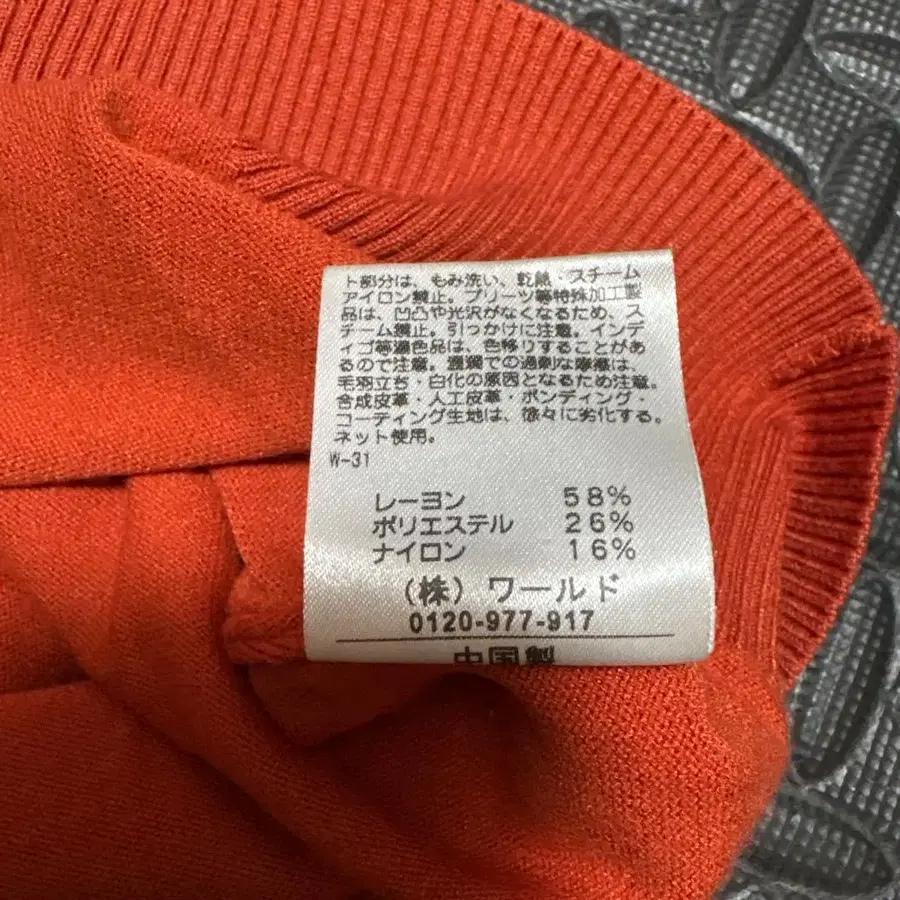 ト部分は、もみ洗い、乾熱・スチーム
アイロン禁止。プリーツ等特殊加工製
品は、凹凸や光沢がなくなるため、ス
チーム禁止。引っかけに注意。インデ
ィゴ等濃色品は、色移りすることがあ
るので注意。湿潤での過剰な摩擦は、
毛羽立ち・白化の原因となるため注意。
合成皮革・人工皮革・ボンディング・
コーティング生地は、徐々に劣化する。
ネット使用。
W-31
レーヨン 58%
ポリエステル 26%
ナイロン 16%
(株)ワールド
0120-977-917
中国製